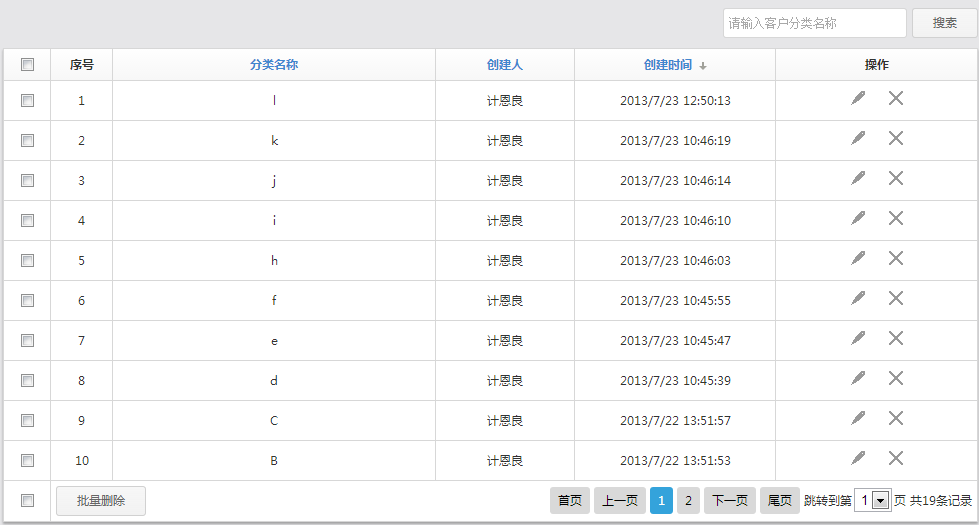 请输入客户分类名称 搜索
序号 分类名称 创建人 创建时间 操作
1 l 计恩良 2013/7/23 12:50:13
2 k 计恩良 2013/7/23 10:46:19
3 j 计恩良 2013/7/23 10:46:14
4 i 计恩良 2013/7/23 10:46:10
5 h 计恩良 2013/7/23 10:46:03
6 f 计恩良 2013/7/23 10:45:55
7 e 计恩良 2013/7/23 10:45:47
8 d 计恩良 2013/7/23 10:45:39
9 C 计恩良 2013/7/22 13:51:57
10 B 计恩良 2013/7/22 13:51:53
批量删除 首页 上一页 1 2 下一页 尾页 跳转到第 1 页 共19条记录